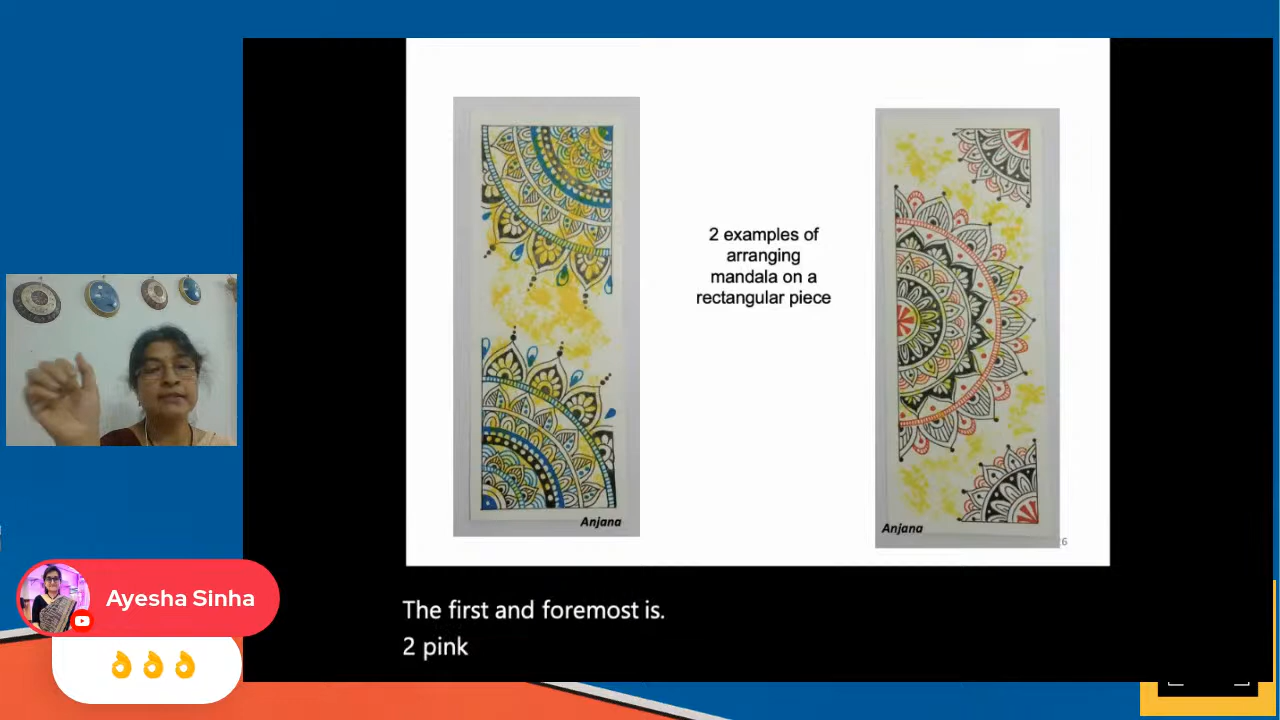 2 examples of
arranging
mandala on a
rectangular piece
Anjana
Anjana
26
The first and foremost is.
2 pink
Ayesha Sinha
👌👌👌